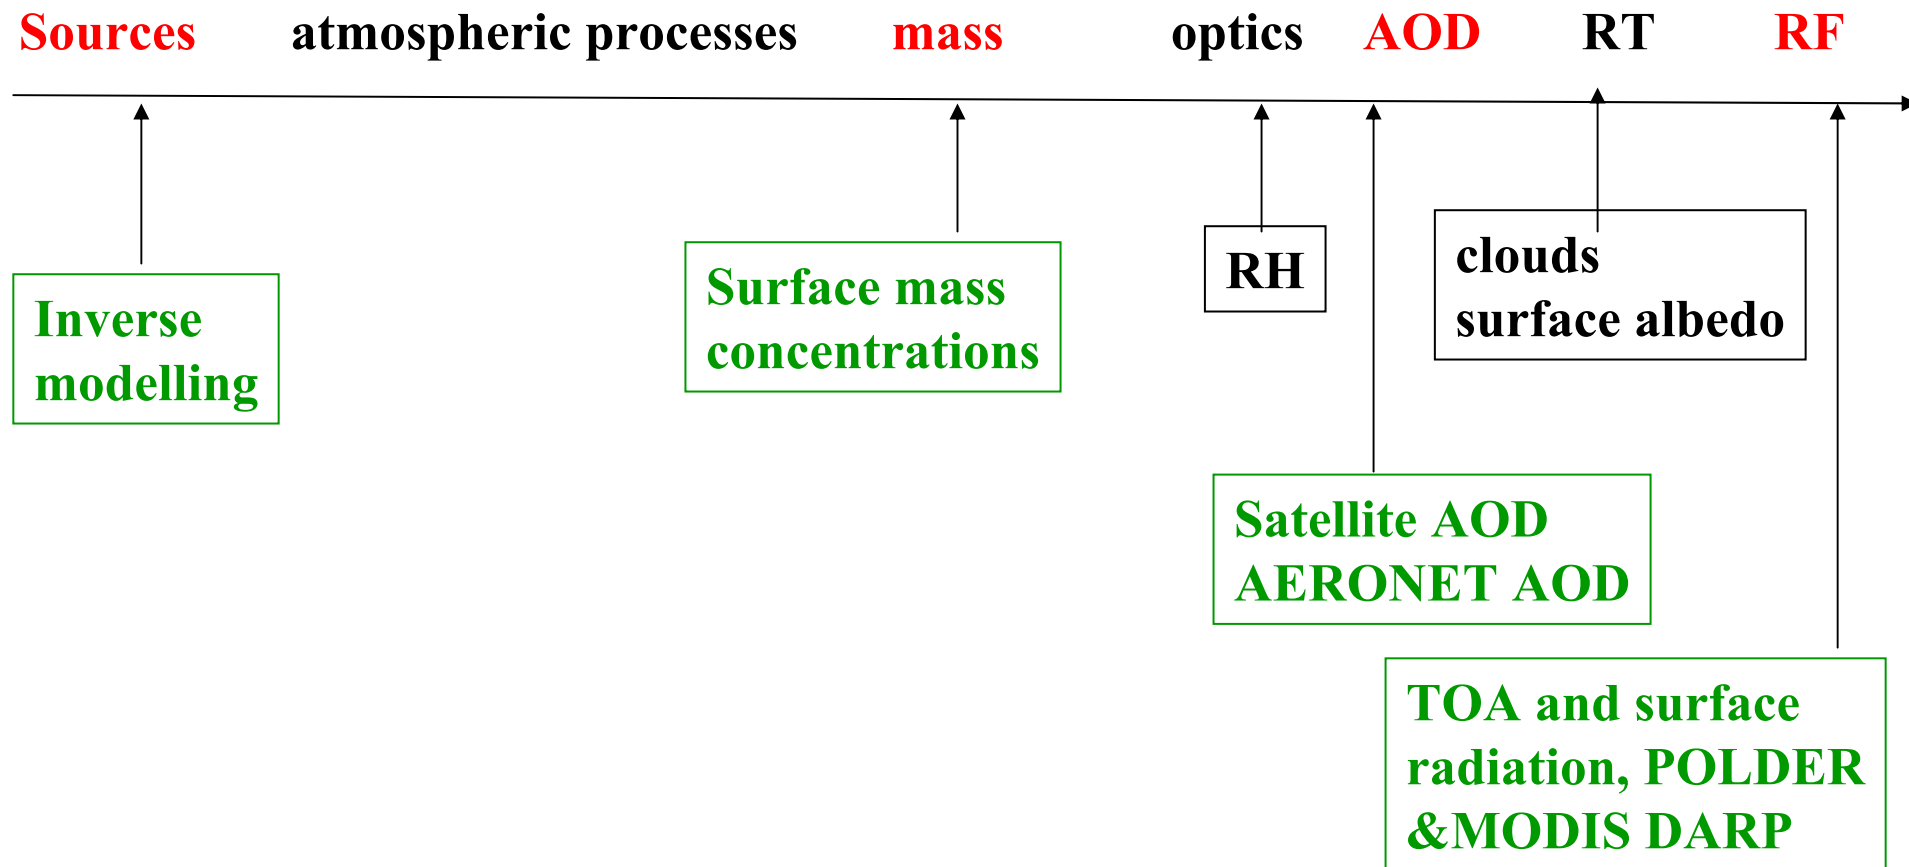 Sources atmospheric processes mass optics AOD RT RF
Inverse
modelling
Surface mass
concentrations
RH
clouds
surface albedo
Satellite AOD
AERONET AOD
TOA and surface
radiation, POLDER
&MODIS DARP